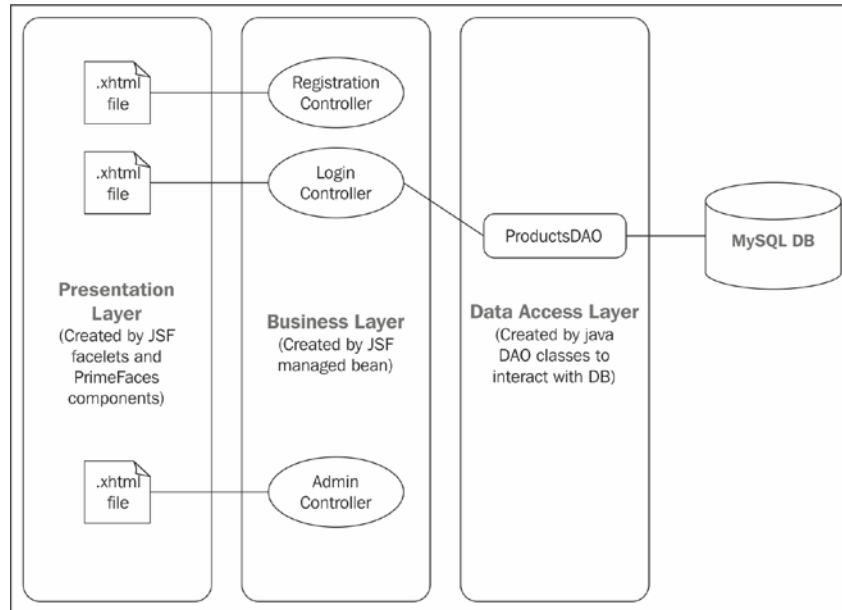 .xhtml
file
Registration
Controller
.xhtml
file
Login
Controller
ProductsDAO
MySQL DB
Presentation
Layer
(Created by JSF
facelets and
PrimeFaces
components)
Business Layer
(Created by JSF
managed bean)
Data Access Layer
(Created by java
DAO classes to
interact with DB)
.xhtml
file
Admin
Controller